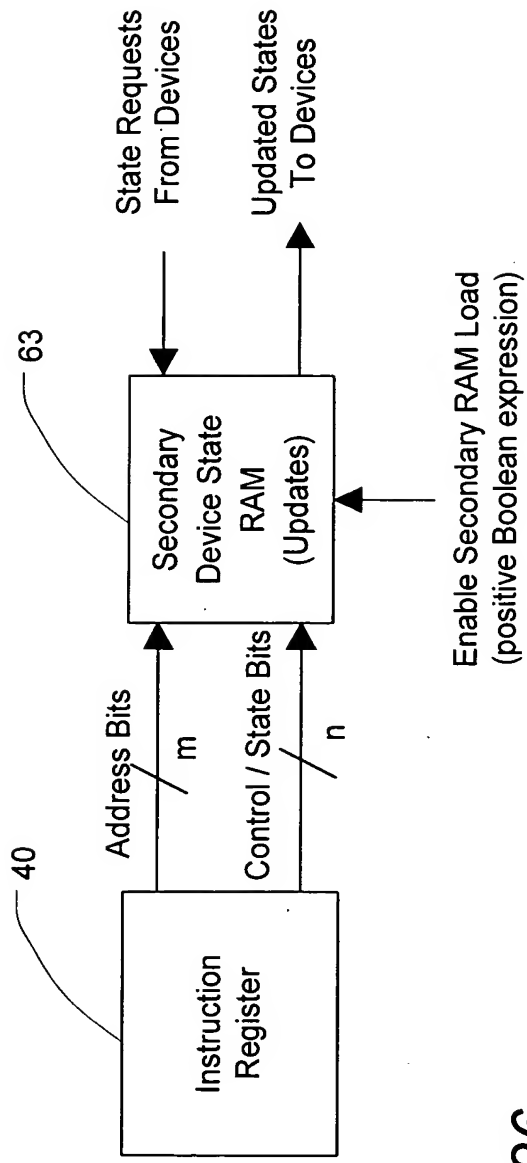 40
Instruction
Register
Address Bits
m
Control / State Bits
n
63
Secondary
Device State
RAM
(Updates)
State Requests
From Devices
Updated States
To Devices
Enable Secondary RAM Load
(positive Boolean expression)